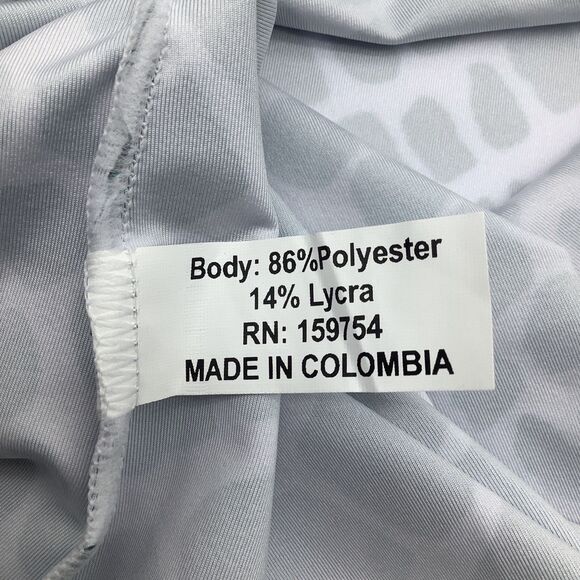 Body: 86%Polyester
14% Lycra
RN: 159754
MADE IN COLOMBIA